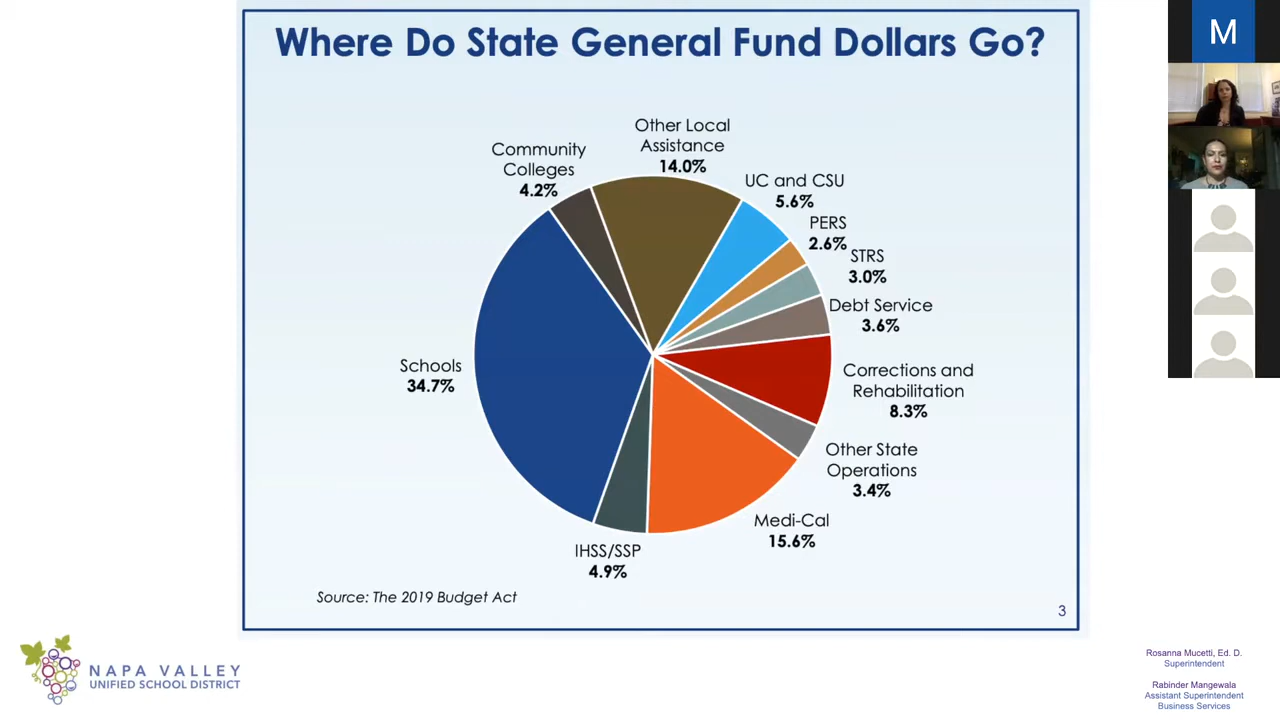 Where Do State General Fund Dollars Go?
M
Other Local
Assistance
14.0%
Community
Colleges
4.2%
UC and CSU
5.6%
PERS
2.6%
STRS
3.0%
Debt Service
3.6%
Schools
34.7%
Corrections and
Rehabilitation
8.3%
Other State
Operations
3.4%
Medi-Cal
15.6%
IHSS/SSP
4.9%
Source: The 2019 Budget Act
3
NAPA VALLEY
UNIFIED SCHOOL DISTRICT
Rosanna Mucetti, Ed. D.
Superintendent
Rabinder Mangewala
Assistant Superintendent
Business Services